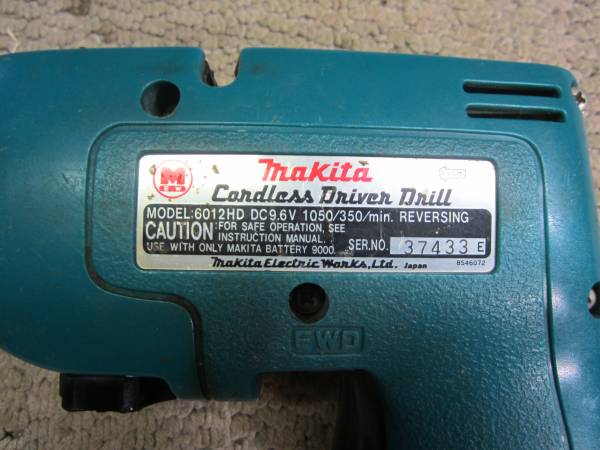 M
E W
Makita
Cordless Driver Drill
MODEL:6012HD DC9.6V 1050/350/min. REVERSING
CAUTION: FOR SAFE OPERATION, SEE
INSTRUCTION MANUAL.
USE WITH ONLY MAKITA BATTERY 9000.
SER.NO. 37433 E
Makita Electric Works, Ltd. Japan
854607Z
FWD